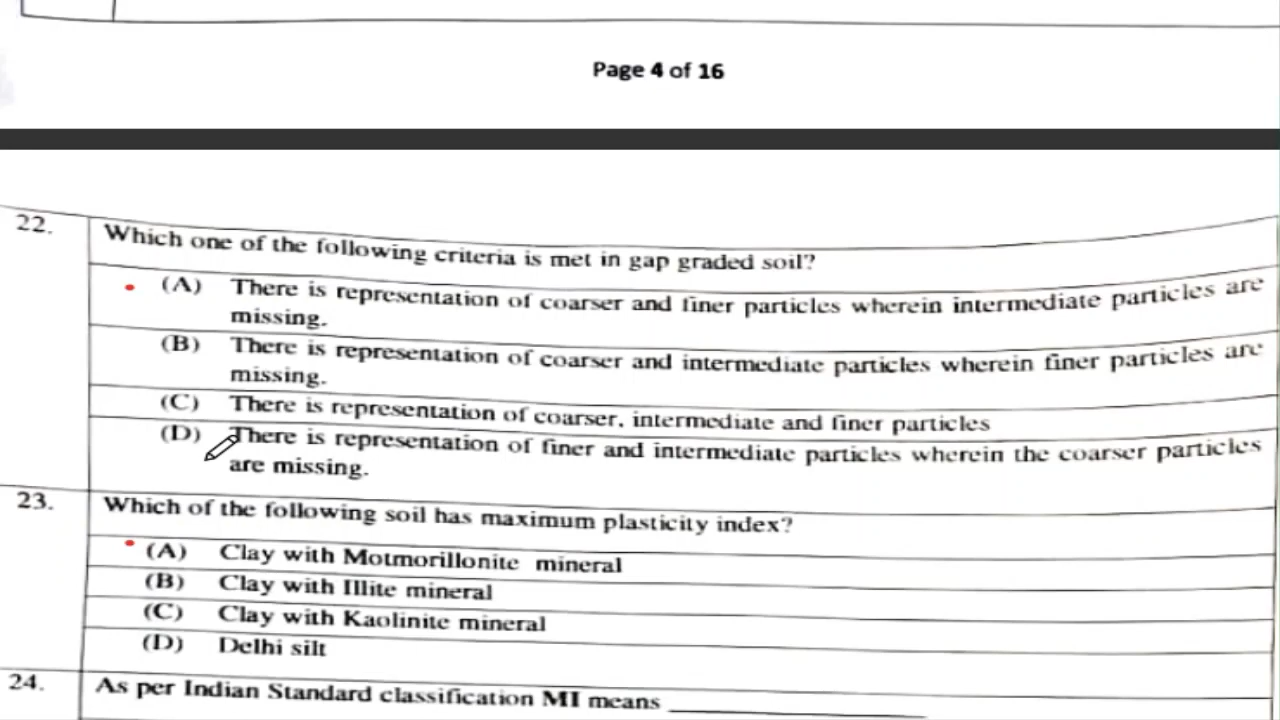 Page 4 of 16
22. Which one of the following criteria is met in gap graded soil?
(A) There is representation of coarser and finer particles wherein intermediate particles are
missing.
(B) There is representation of coarser and intermediate particles wherein finer particles are
missing.
(C) There is representation of coarser, intermediate and finer particles
(D) There is representation of finer and intermediate particles wherein the coarser particles
are missing.
23. Which of the following soil has maximum plasticity index?
(A) Clay with Motmorillonite mineral
(B) Clay with Illite mineral
(C) Clay with Kaolinite mineral
(D) Delhi silt
24. As per Indian Standard classification MI means ____________